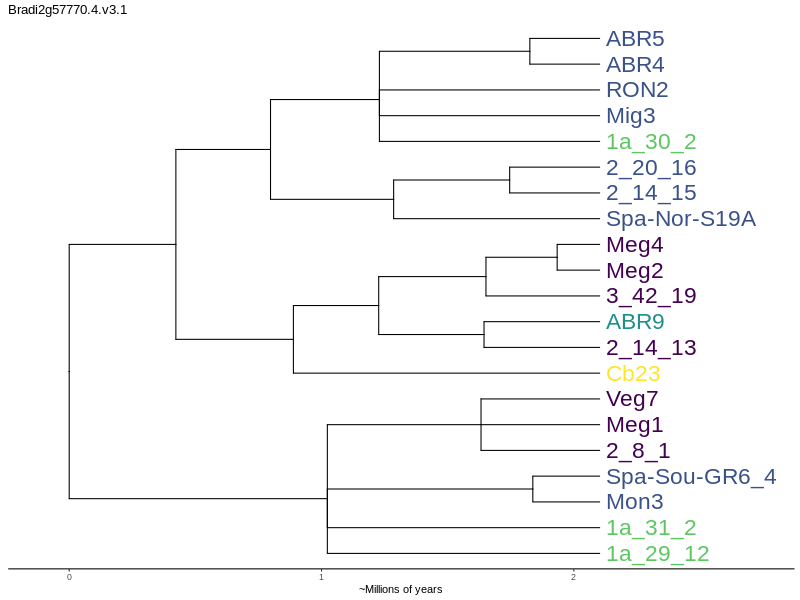 Bradi2g57770.4.v3.1
ABR5
ABR4
RON2
Mig3
1a_30_2
2_20_16
2_14_15
Spa-Nor-S19A
Meg4
Meg2
3_42_19
ABR9
2_14_13
Cb23
Veg7
Meg1
2_8_1
Spa-Sou-GR6_4
Mon3
1a_31_2
1a_29_12
0 1 2
~Millions of years